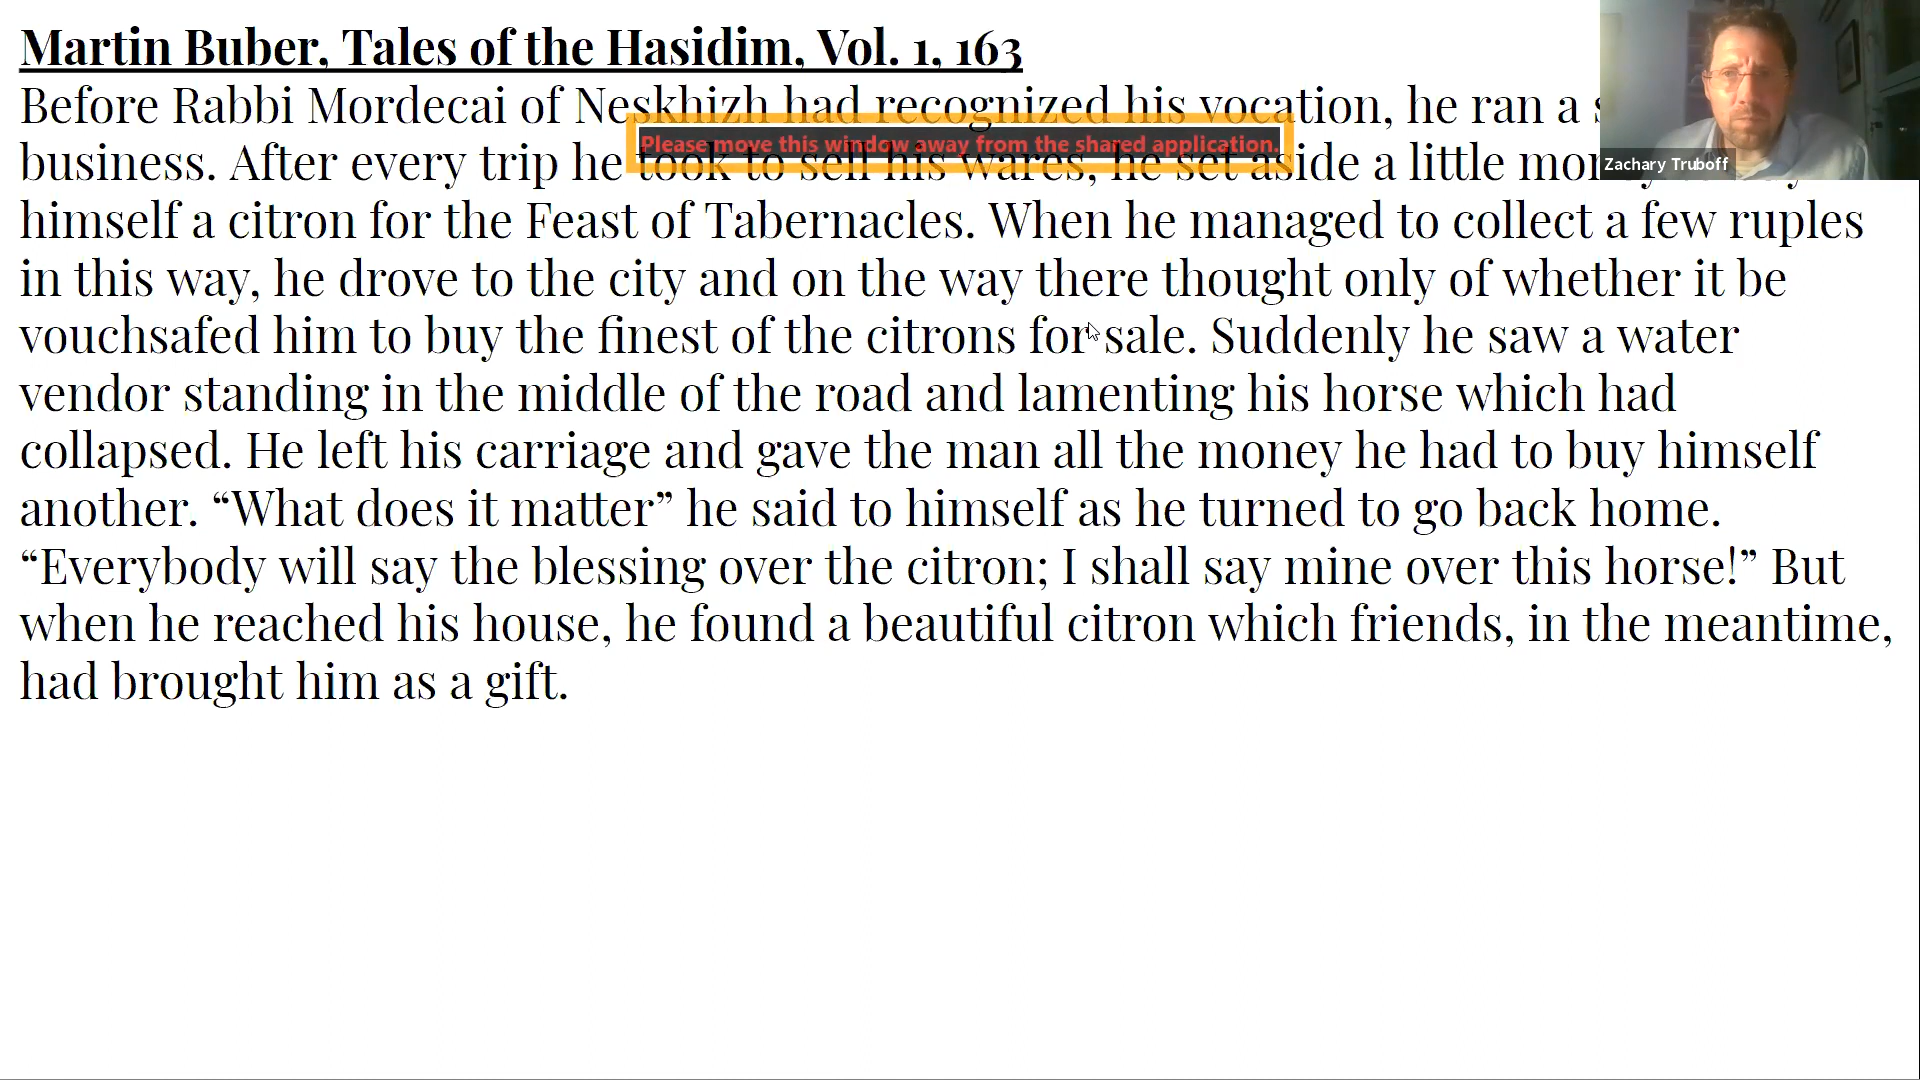 Martin Buber, Tales of the Hasidim, Vol. 1, 163
Before Rabbi Mordecai of Neskhizh had recognized his vocation, he ran a
business. After every trip he took to sell his wares, he set aside a little
Please move this window away from the shared application.
Zachary Truboff
himself a citron for the Feast of Tabernacles. When he managed to collect a few ruples
in this way, he drove to the city and on the way there thought only of whether it be
vouchsafed him to buy the finest of the citrons for sale. Suddenly he saw a water
vendor standing in the middle of the road and lamenting his horse which had
collapsed. He left his carriage and gave the man all the money he had to buy himself
another. “What does it matter” he said to himself as he turned to go back home.
“Everybody will say the blessing over the citron; I shall say mine over this horse!” But
when he reached his house, he found a beautiful citron which friends, in the meantime,
had brought him as a gift.